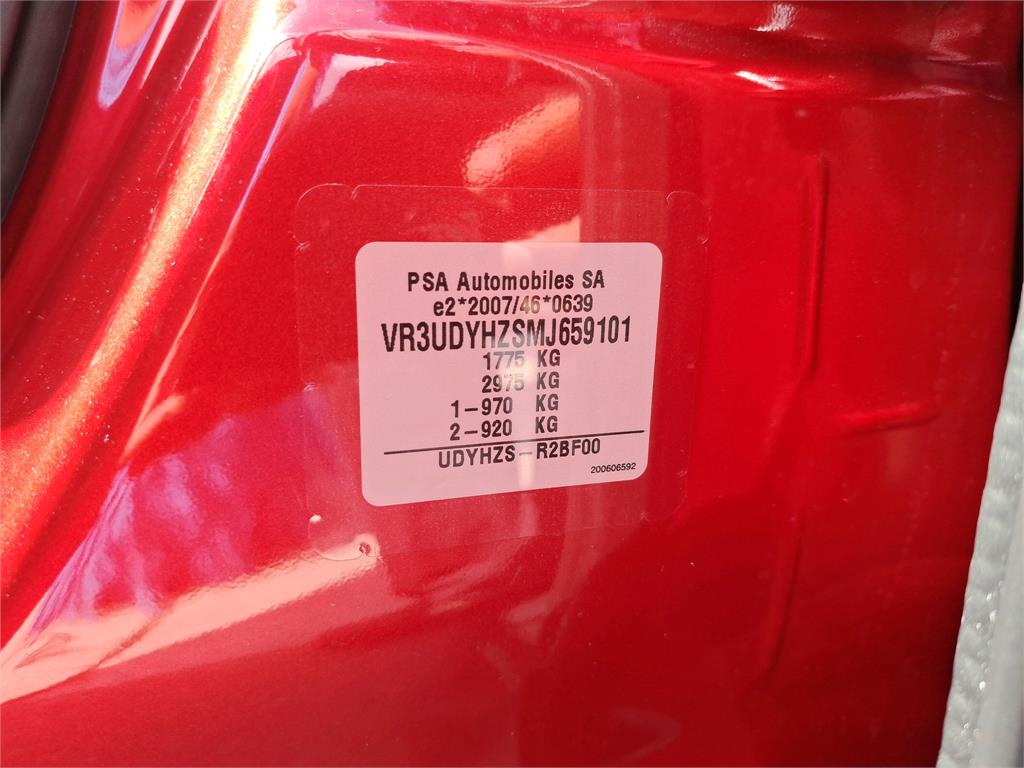 PSA Automobiles SA
e2*2007/46*0639
VR3UDYHZSMJ659101
1775 KG
2975 KG
1-970 KG
2-920 KG
UDYHZS-R2BF00
200606592